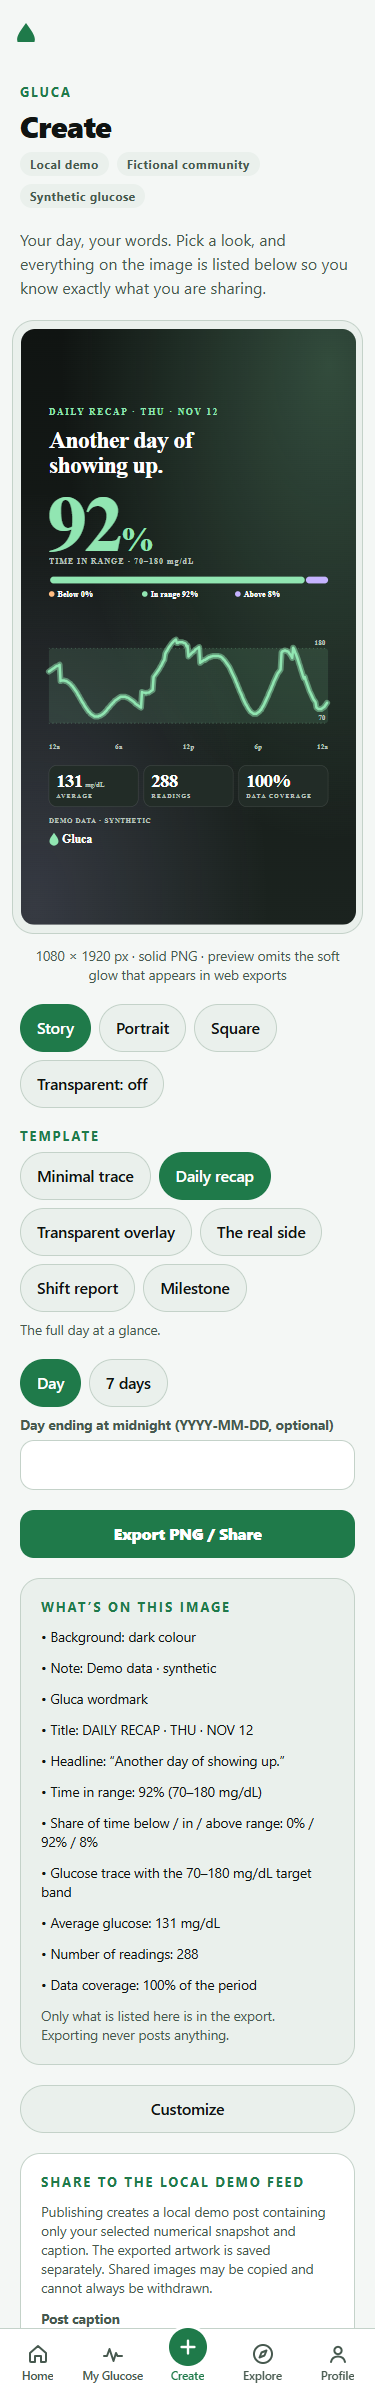 GLUCA
Create
Local demo
Fictional community
Synthetic glucose
Your day, your words. Pick a look, and
everything on the image is listed below so you
know exactly what you are sharing.
DAILY RECAP · THU · NOV 12
Another day of
showing up.
92%
TIME IN RANGE · 70–180 mg/dL
Below 0%
In range 92%
Above 8%
180
70
12a
6a
12p
6p
12a
131 mg/dL
AVERAGE
288
READINGS
100%
DATA COVERAGE
DEMO DATA · SYNTHETIC
Gluca
1080 × 1920 px · solid PNG · preview omits the soft
glow that appears in web exports
Story
Portrait
Square
Transparent: off
TEMPLATE
Minimal trace
Daily recap
Transparent overlay
The real side
Shift report
Milestone
The full day at a glance.
Day
7 days
Day ending at midnight (YYYY-MM-DD, optional)
Export PNG / Share
WHAT’S ON THIS IMAGE
• Background: dark colour
• Note: Demo data · synthetic
• Gluca wordmark
• Title: DAILY RECAP · THU · NOV 12
• Headline: “Another day of showing up.”
• Time in range: 92% (70–180 mg/dL)
• Share of time below / in / above range: 0% /
92% / 8%
• Glucose trace with the 70–180 mg/dL target
band
• Average glucose: 131 mg/dL
• Number of readings: 288
• Data coverage: 100% of the period
Only what is listed here is in the export.
Exporting never posts anything.
Customize
SHARE TO THE LOCAL DEMO FEED
Publishing creates a local demo post containing
only your selected numerical snapshot and
caption. The exported artwork is saved
separately. Shared images may be copied and
cannot always be withdrawn.
Post caption
Home
My Glucose
Create
Explore
Profile